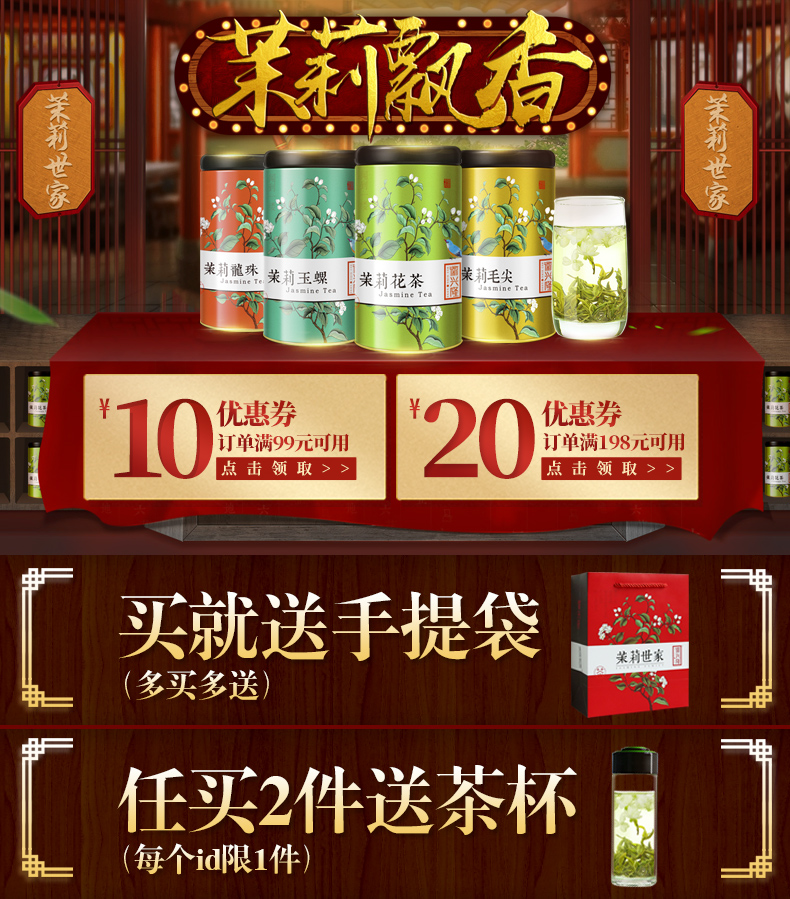 茉莉飘香
茉莉世家
茉莉世家
茉莉龍珠
Jasmine Te
茉莉玉螺
Jasmine Tea
茉莉花茶
Jasmine Tea
茉莉毛尖
Jasmine Tea
¥10
优惠券
订单满99元可用
点击领取>>
¥20
优惠券
订单满198元可用
点击领取>>
买就送手提袋
(多买多送)
茉莉世家
任买2件送茶杯
(每个id限1件)